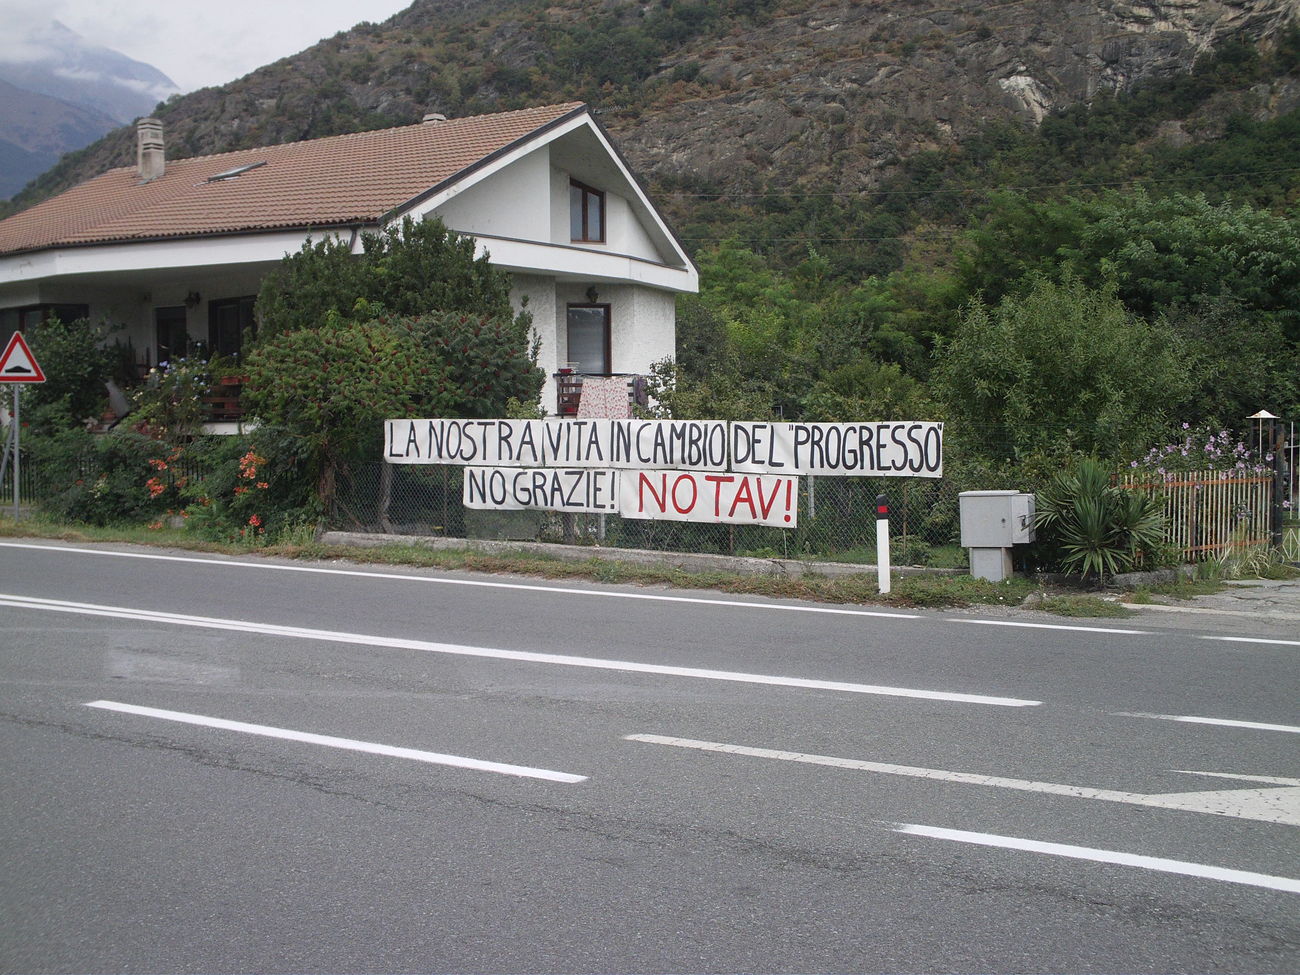 LA NOSTRA VITA IN CAMBIO DEL "PROGRESSO"
NO GRAZIE! NO TAV!